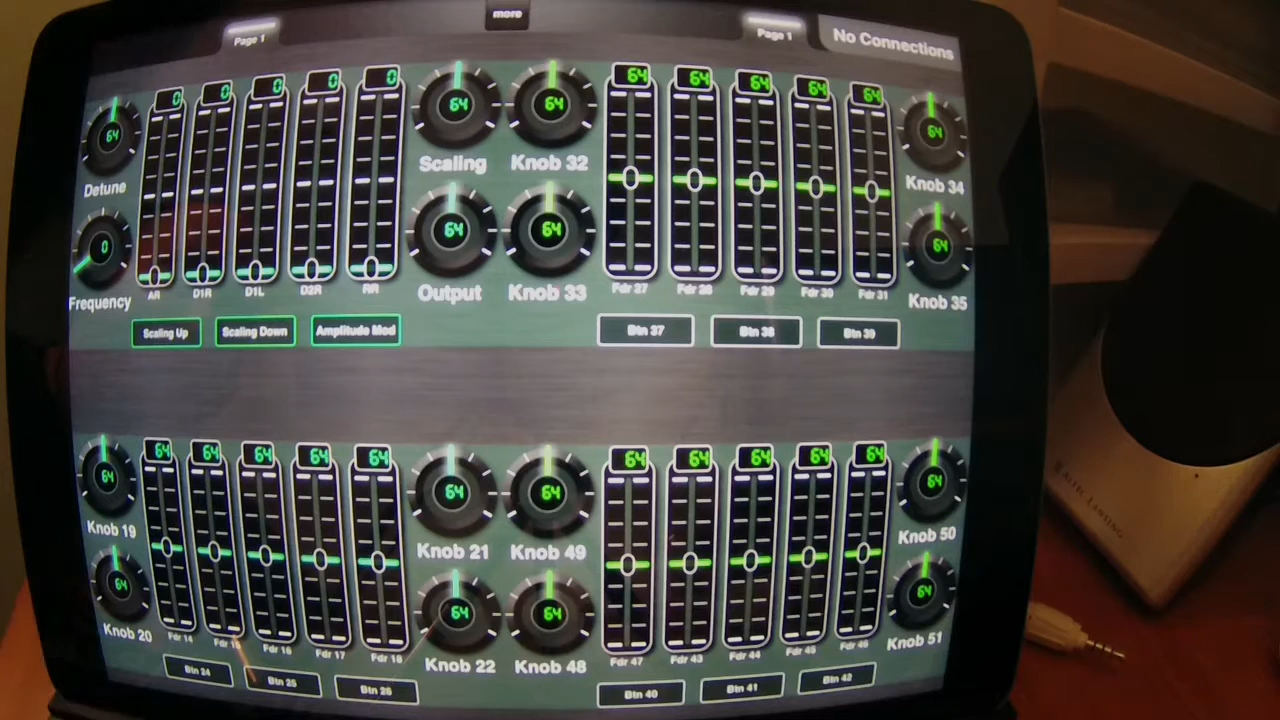 more
Page 1
Page 1
No Connections
0 0 0 0 0
64 64 64 64 64
64
64
64
64
Detune
Scaling
Knob 32
Knob 34
0
64
64
64
Frequency
AR D1R D1L D2R RR
Output
Knob 33
Fdr 27 Fdr 28 Fdr 29 Fdr 30 Fdr 31
Knob 35
Scaling Up
Scaling Down
Amplitude Mod
Btn 37
Btn 38
Btn 39
64 64 64 64 64
64 64 64 64 64
64
64
64
64
Knob 19
Knob 21
Knob 49
Knob 50
64
64
64
64
Knob 20
Fdr 14 Fdr 15 Fdr 16 Fdr 17 Fdr 18
Knob 22
Knob 48
Fdr 47 Fdr 43 Fdr 44 Fdr 45 Fdr 46
Knob 51
Btn 24
Btn 25
Btn 26
Btn 40
Btn 41
Btn 42
Altec Lansing